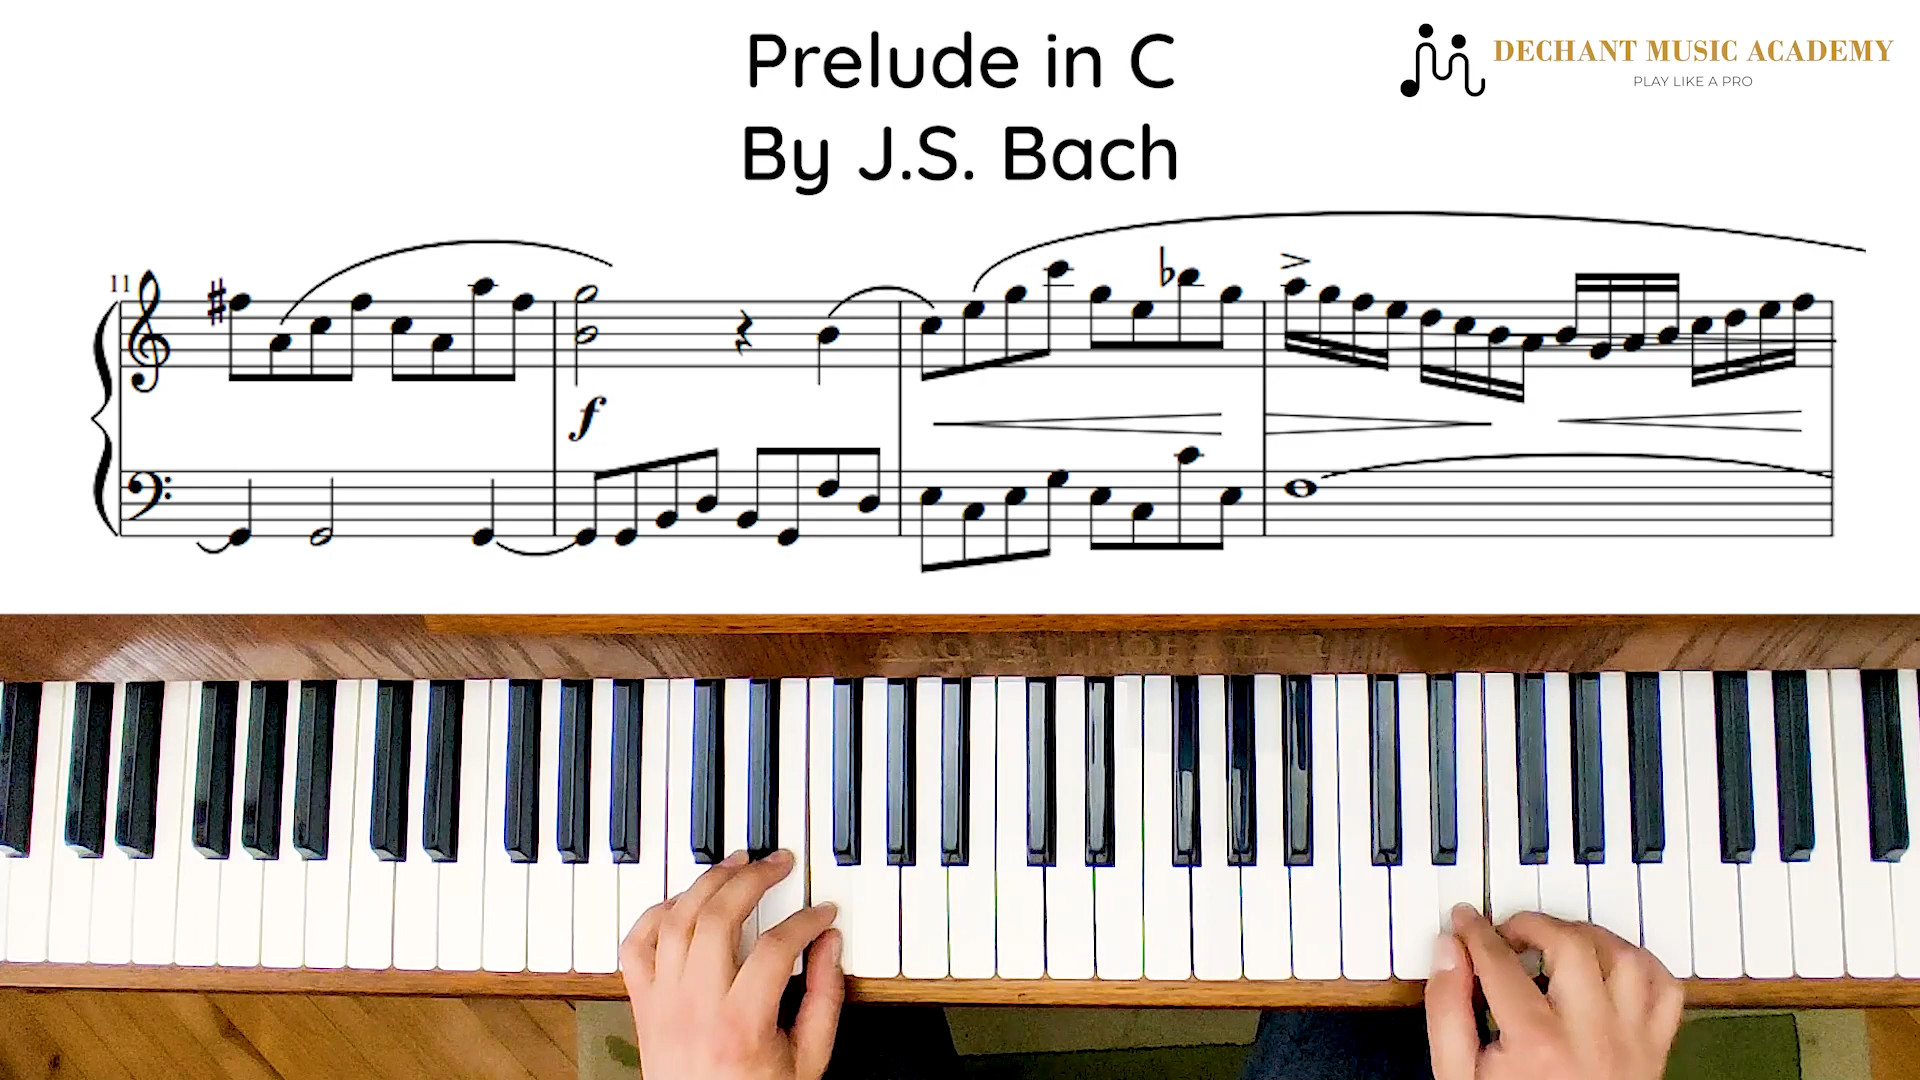 Prelude in C
By J.S. Bach
DECHANT MUSIC ACADEMY
PLAY LIKE A PRO
11
f